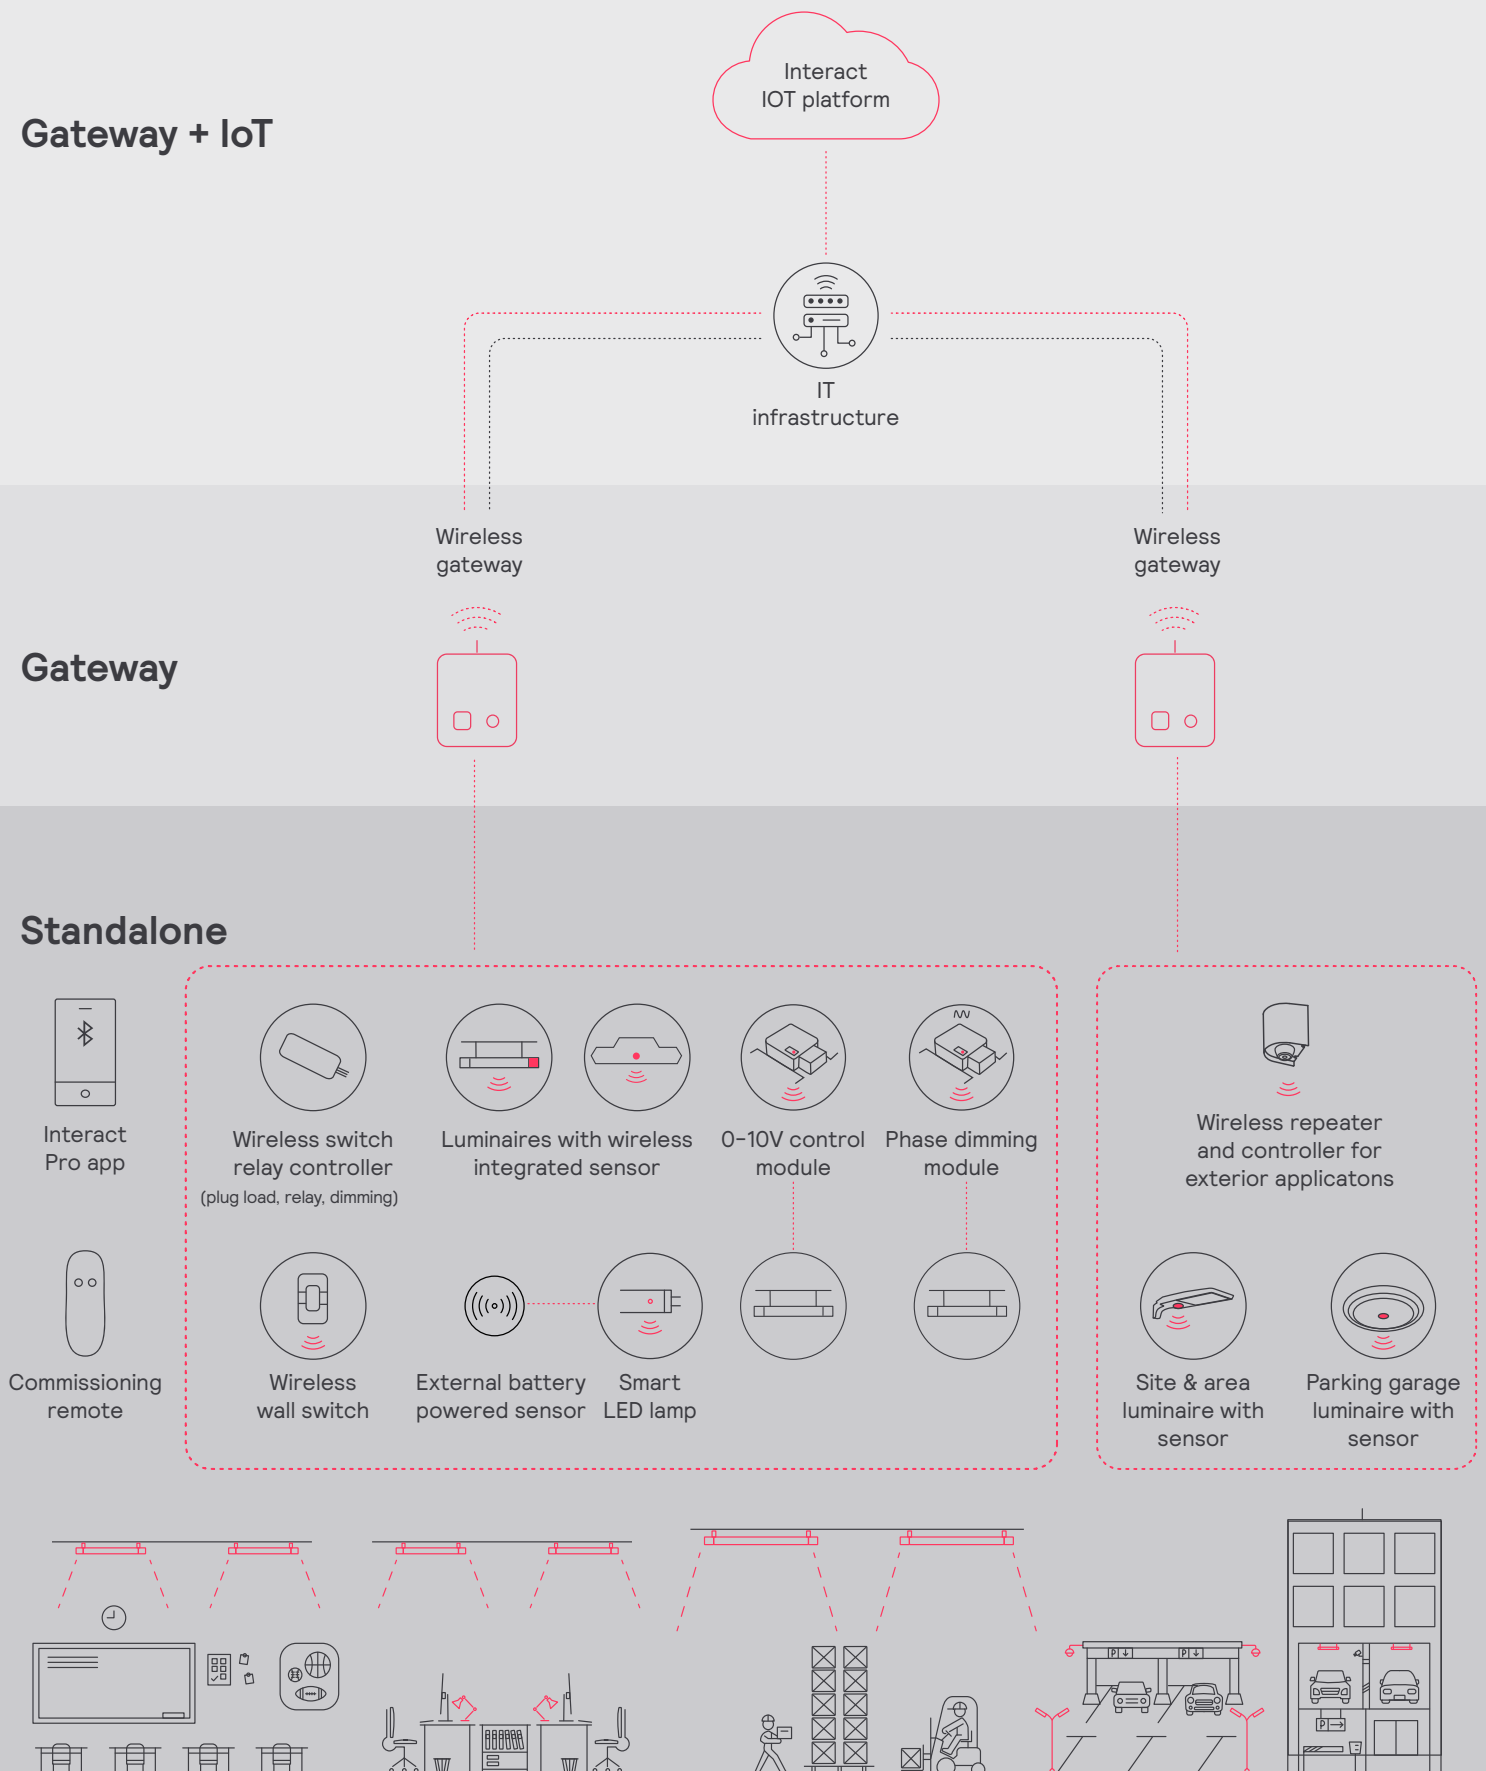 Interact
IOT platform
Gateway + IoT
IT
infrastructure
Wireless
gateway
Wireless
gateway
Gateway
Standalone
Interact
Pro app
Wireless switch
relay controller
(plug load, relay, dimming)
Luminaires with wireless
integrated sensor
0-10V control
module
Phase dimming
module
Wireless repeater
and controller for
exterior applicatons
Commissioning
remote
Wireless
wall switch
External battery
powered sensor
Smart
LED lamp
Site & area
luminaire with
sensor
Parking garage
luminaire with
sensor
P ↓
P ↓
P →